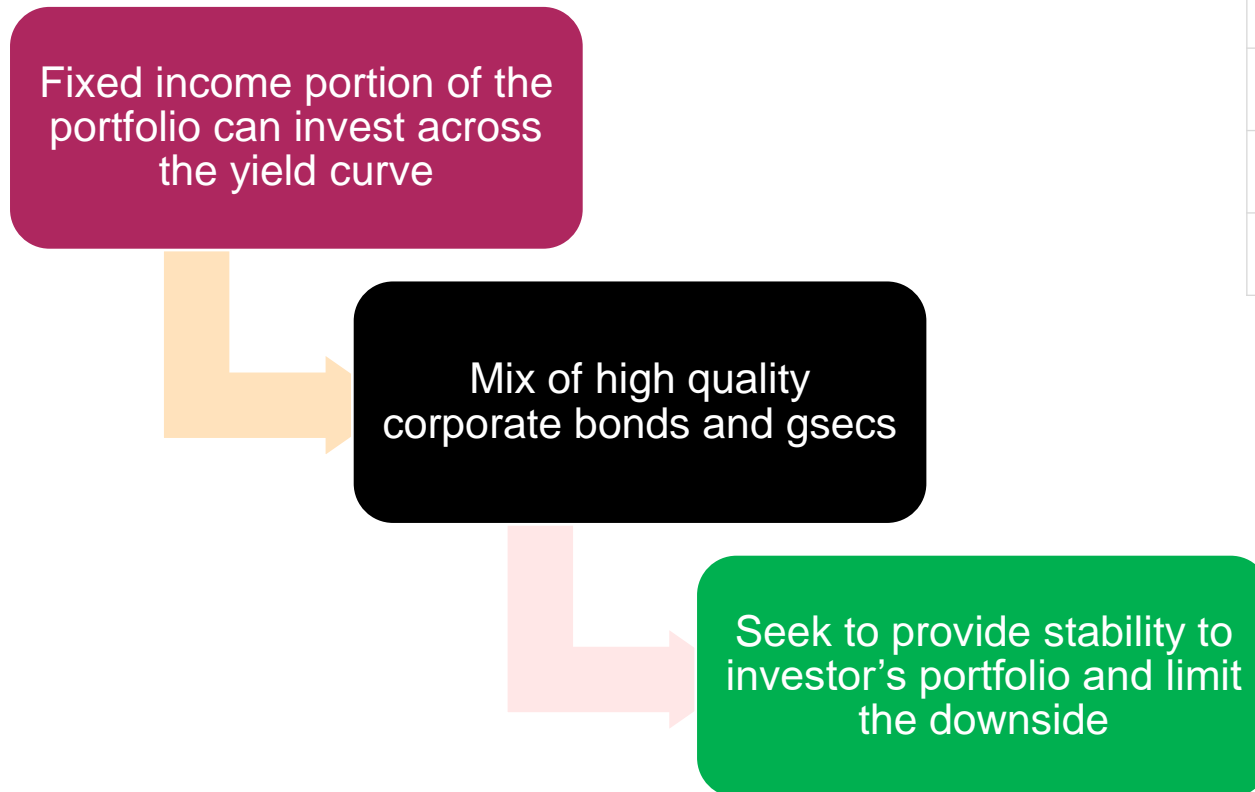 Fixed income portion of the
portfolio can invest across
the yield curve
Mix of high quality
corporate bonds and gsecs
Seek to provide stability to
investor’s portfolio and limit
the downside